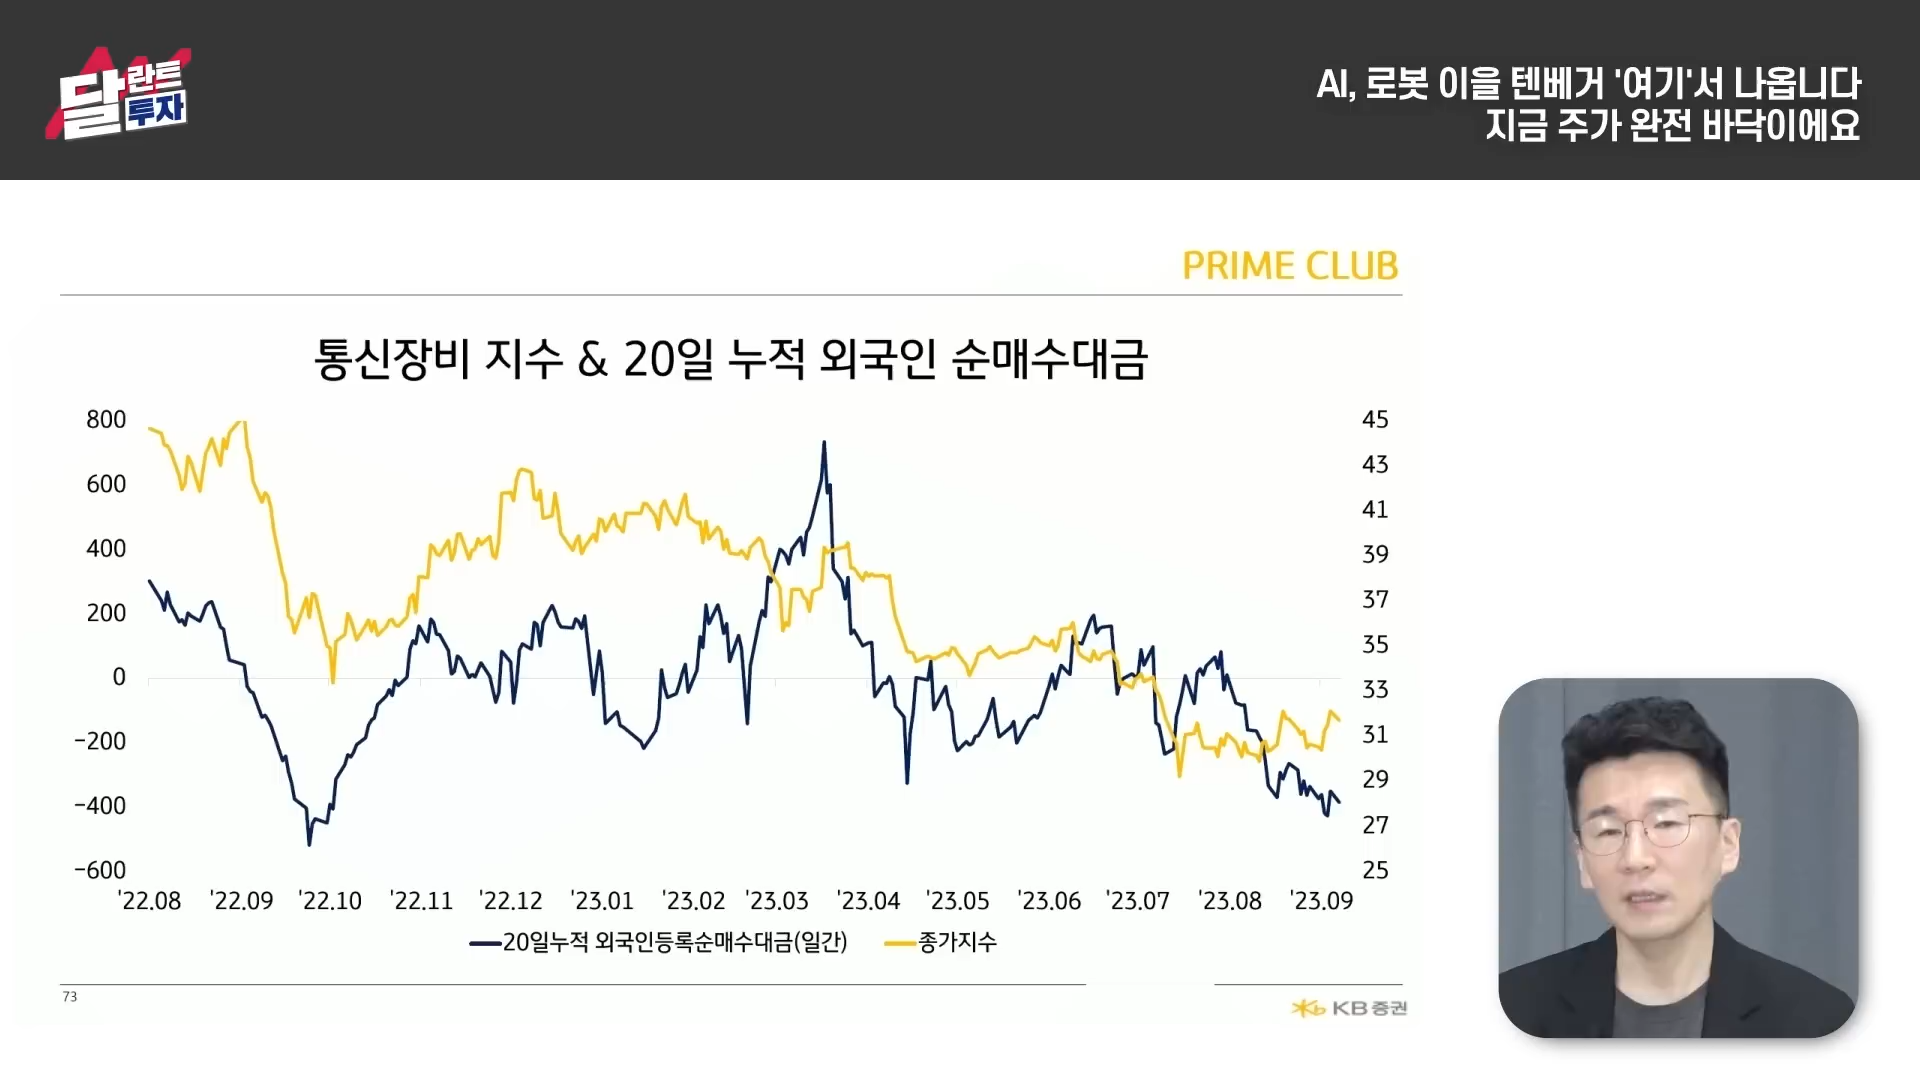 달란트
투자
AI, 로봇 이을 텐베거 '여기'서 나옵니다
지금 주가 완전 바닥이에요
PRIME CLUB
통신장비 지수 & 20일 누적 외국인 순매수대금
800
600
400
200
0
-200
-400
-600
45
43
41
39
37
35
33
31
29
27
25
'22.08 '22.09 '22.10 '22.11 '22.12 '23.01 '23.02 '23.03 '23.04 '23.05 '23.06 '23.07 '23.08 '23.09
20일누적 외국인등록순매수대금(일간) 종가지수
73
KB증권